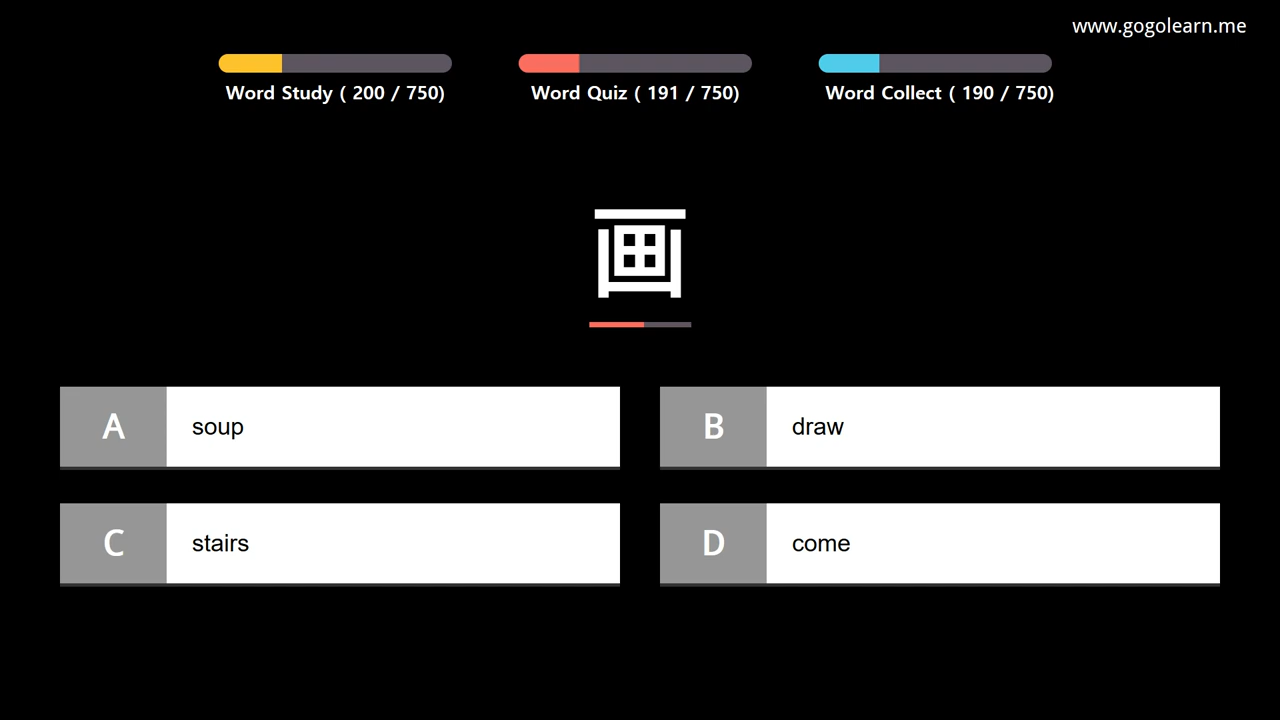 www.gogolearn.me
Word Study ( 200 / 750)
Word Quiz ( 191 / 750)
Word Collect ( 190 / 750)
画
A soup
B draw
C stairs
D come